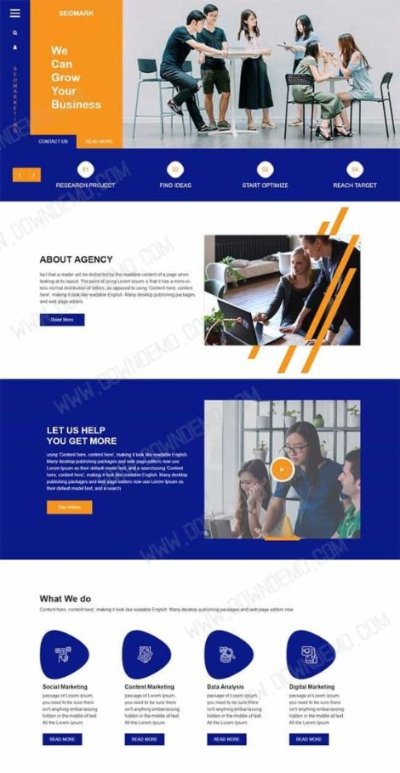 SEOMARK
We
Can
Grow
Your
Business
SEOMARKETING
CONTACT US
READ MORE
01
02
03
04
RESEARCH PROJECT
FIND IDEAS
START OPTIMIZE
REACH TARGET
ABOUT AGENCY
fact that a reader will be distracted by the readable content of a page when
looking at its layout. The point of using Lorem Ipsum is that it has a more-or-
less normal distribution of letters, as opposed to using 'Content here, content
here', making it look like readable English. Many desktop publishing packages
and web page editors
Read More
LET US HELP
YOU GET MORE
using 'Content here, content here', making it look like readable English.
Many desktop publishing packages and web page editors now
use Lorem Ipsum as their default model text, and a searchusing 'Content
here, content here', making it look like readable English. Many desktop
publishing packages and web page editors now use Lorem Ipsum as their
default model text, and a search
See Videos
What We do
Content here, content here', making it look like readable English. Many desktop publishing packages and web page editors now
Social Marketing
passage of Lorem Ipsum,
you need to be sure there
isn't anything embarrassing
hidden in the middle of text.
All the Lorem Ipsum
READ MORE
Content Marketing
passage of Lorem Ipsum,
you need to be sure there
isn't anything embarrassing
hidden in the middle of text.
All the Lorem Ipsum
READ MORE
Data Analysis
passage of Lorem Ipsum,
you need to be sure there
isn't anything embarrassing
hidden in the middle of text.
All the Lorem Ipsum
READ MORE
Digital Marketing
passage of Lorem Ipsum,
you need to be sure there
isn't anything embarrassing
hidden in the middle of text.
All the Lorem Ipsum
READ MORE
WWW.DOWNDEMO.COM